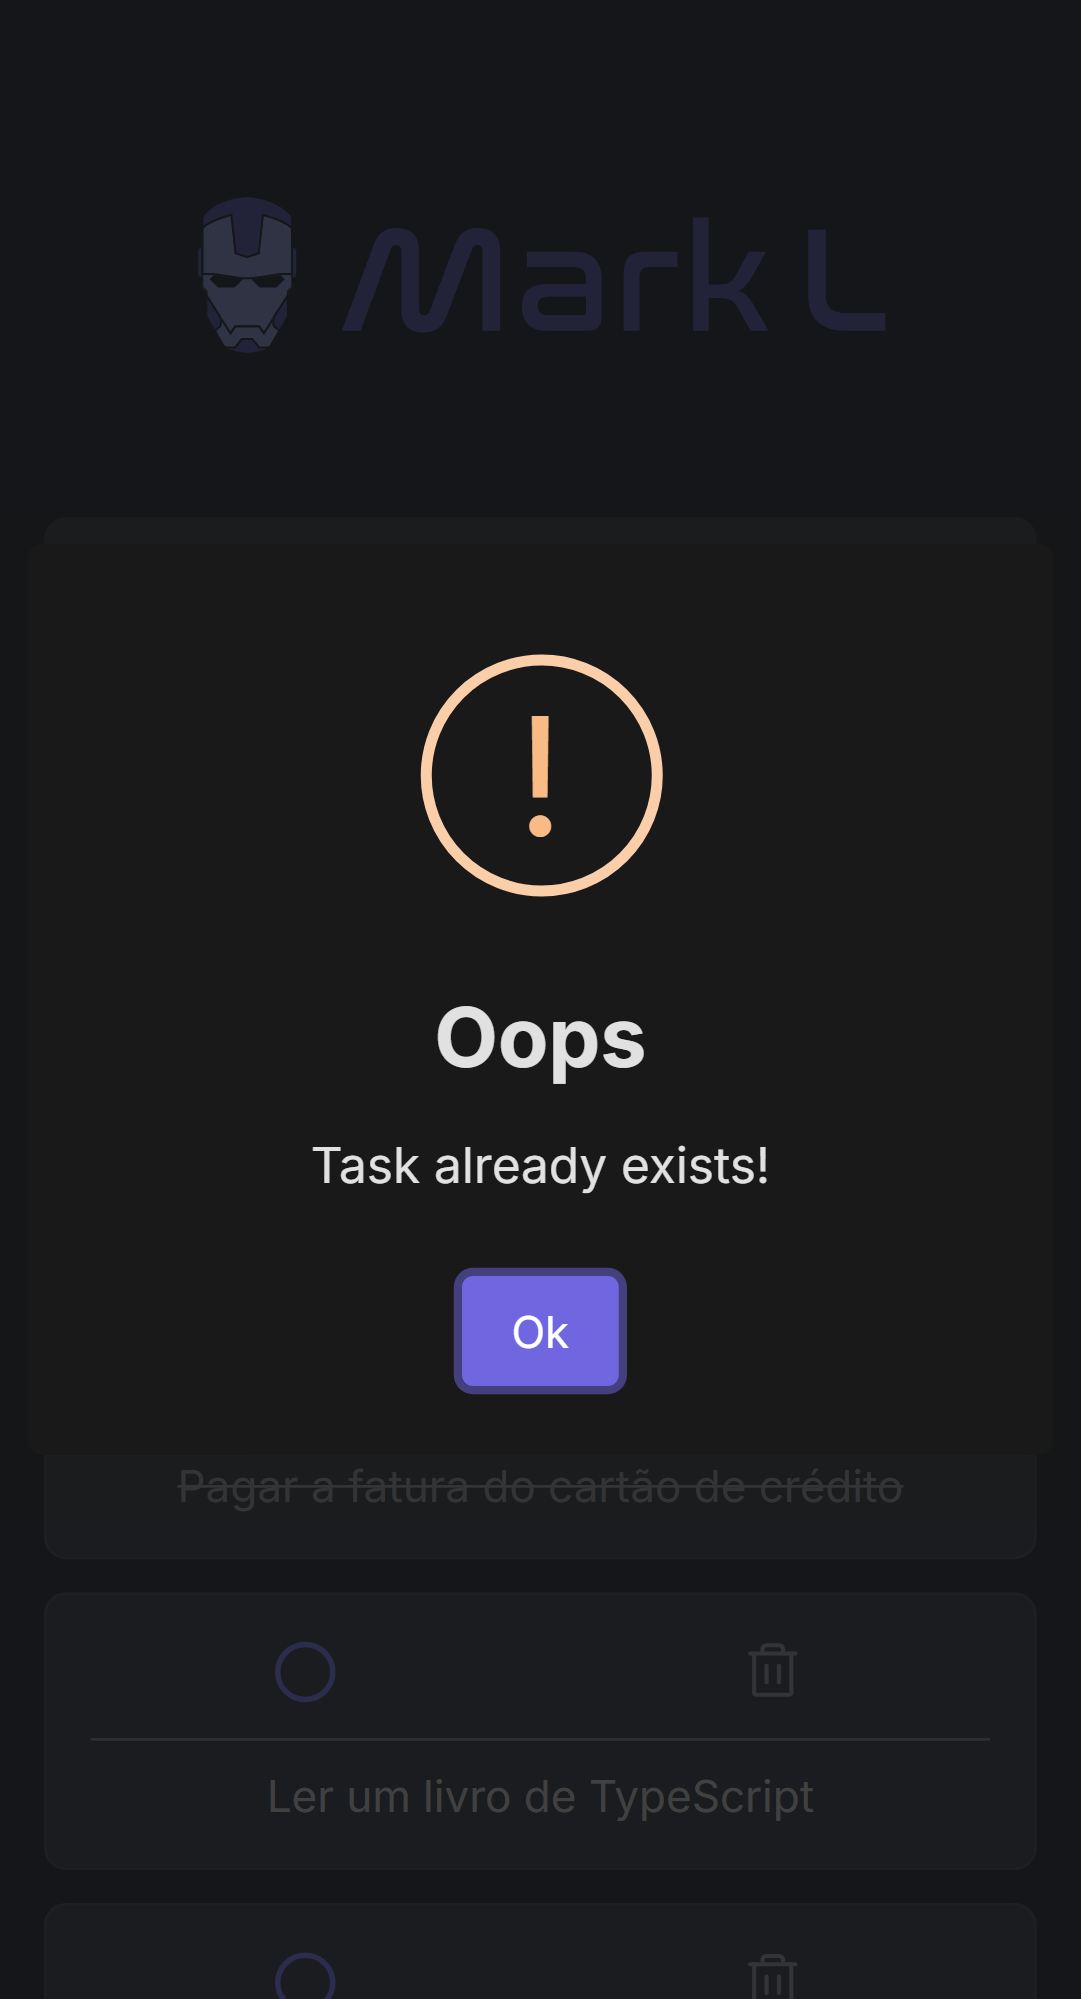 Mark L
Oops
Task already exists!
Ok
Pagar a fatura do cartão de crédito
Ler um livro de TypeScript